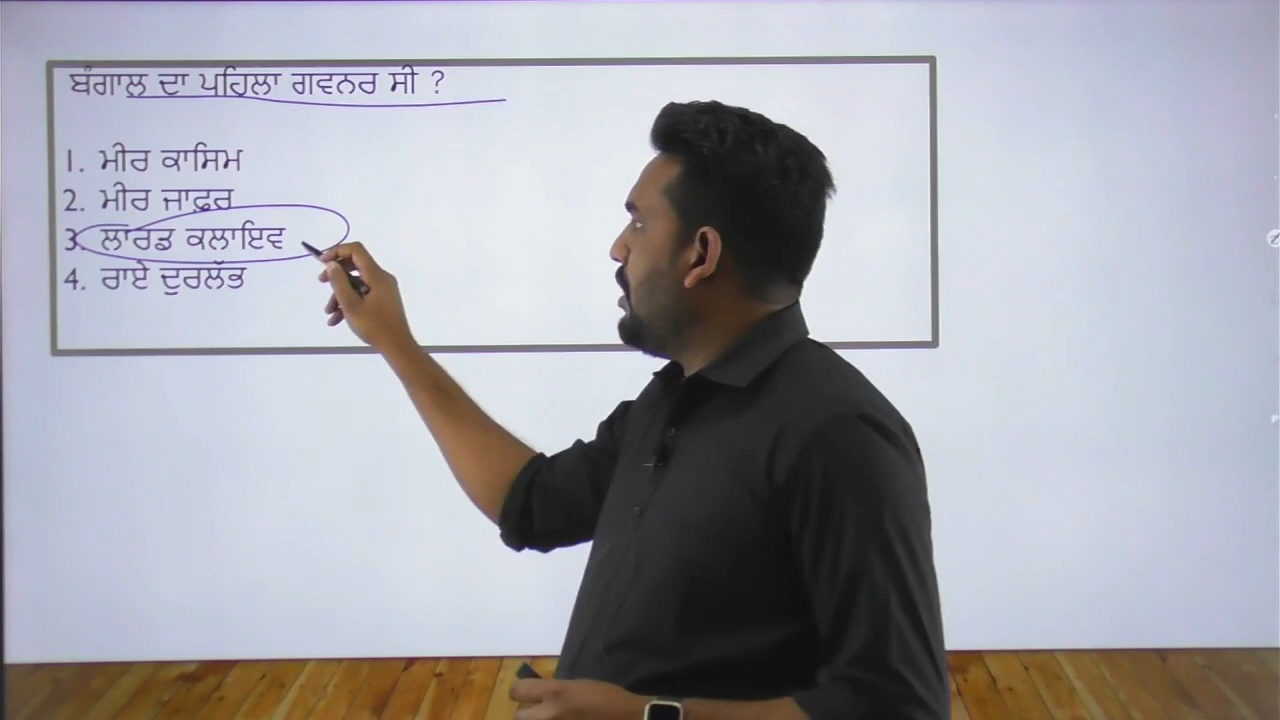 ਬੰਗਾਲ ਦਾ ਪਹਿਲਾ ਗਵਨਰ ਸੀ ?
1. ਮੀਰ ਕਾਸਿਮ
2. ਮੀਰ ਜਾਫ਼ਰ
3. ਲਾਰਡ ਕਲਾਇਵ
4. ਰਾਏ ਦੁਰਲੱਭ